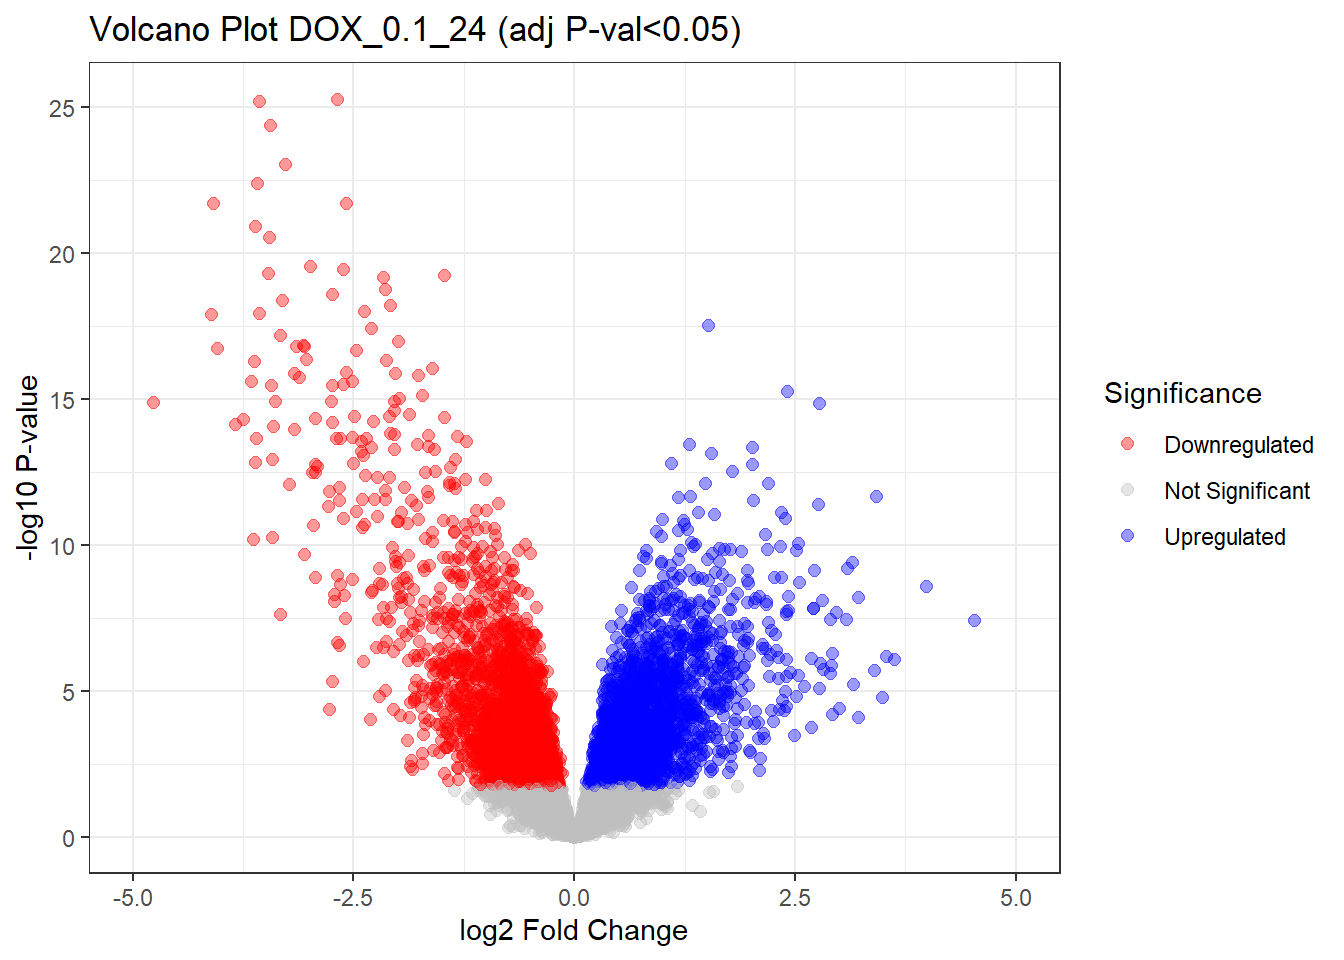 Volcano Plot DOX_0.1_24 (adj P-val<0.05)
25
20
15
10
5
0
-log10 P-value
-5.0
-2.5
0.0
2.5
5.0
log2 Fold Change
Significance
Downregulated
Not Significant
Upregulated